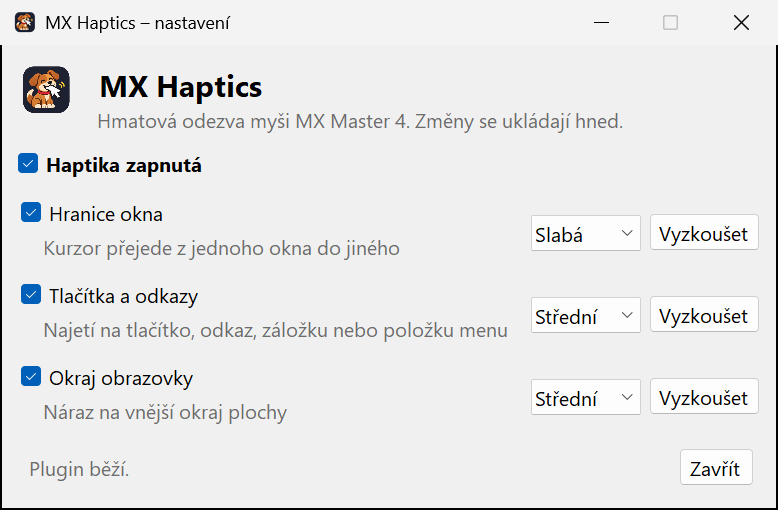 MX Haptics – nastavení
MX Haptics
Hmatová odezva myši MX Master 4. Změny se ukládají hned.
Haptika zapnutá
Hranice okna
Kurzor přejede z jednoho okna do jiného
Slabá
Vyzkoušet
Tlačítka a odkazy
Najetí na tlačítko, odkaz, záložku nebo položku menu
Střední
Vyzkoušet
Okraj obrazovky
Náraz na vnější okraj plochy
Střední
Vyzkoušet
Plugin běží.
Zavřít